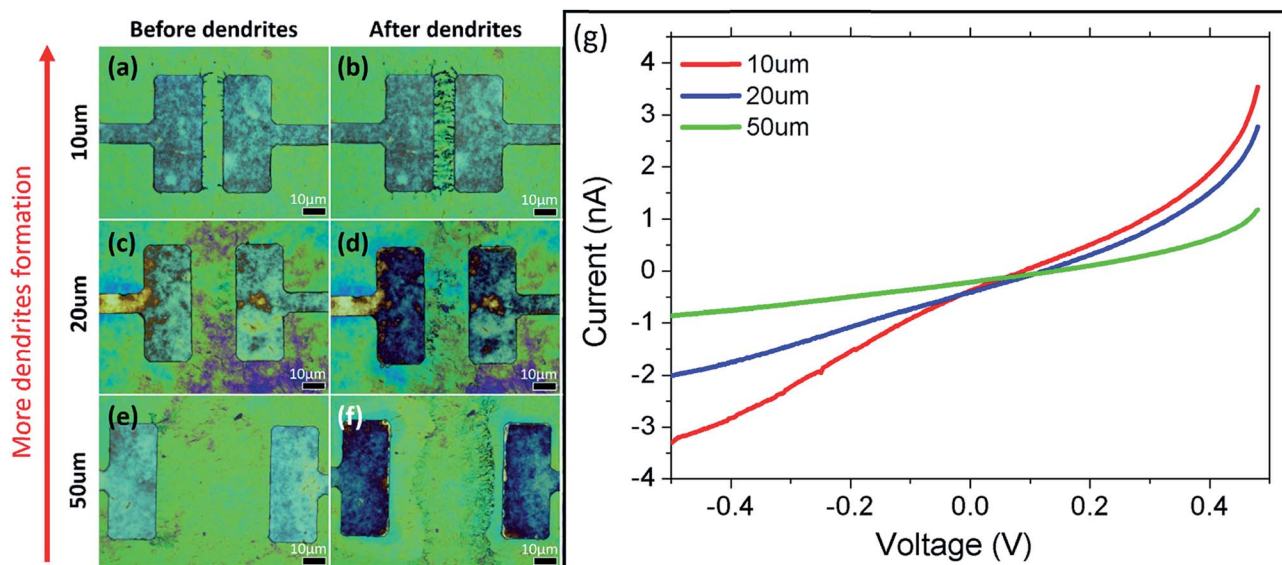 Before dendrites
After dendrites
More dendrites formation
10um
20um
50um
(a)
10µm
(b)
10µm
(c)
10µm
(d)
10µm
(e)
10µm
(f)
10µm
(g)
10um
20um
50um
Current (nA)
4
3
2
1
0
-1
-2
-3
-4
-0.4
-0.2
0.0
0.2
0.4
Voltage (V)